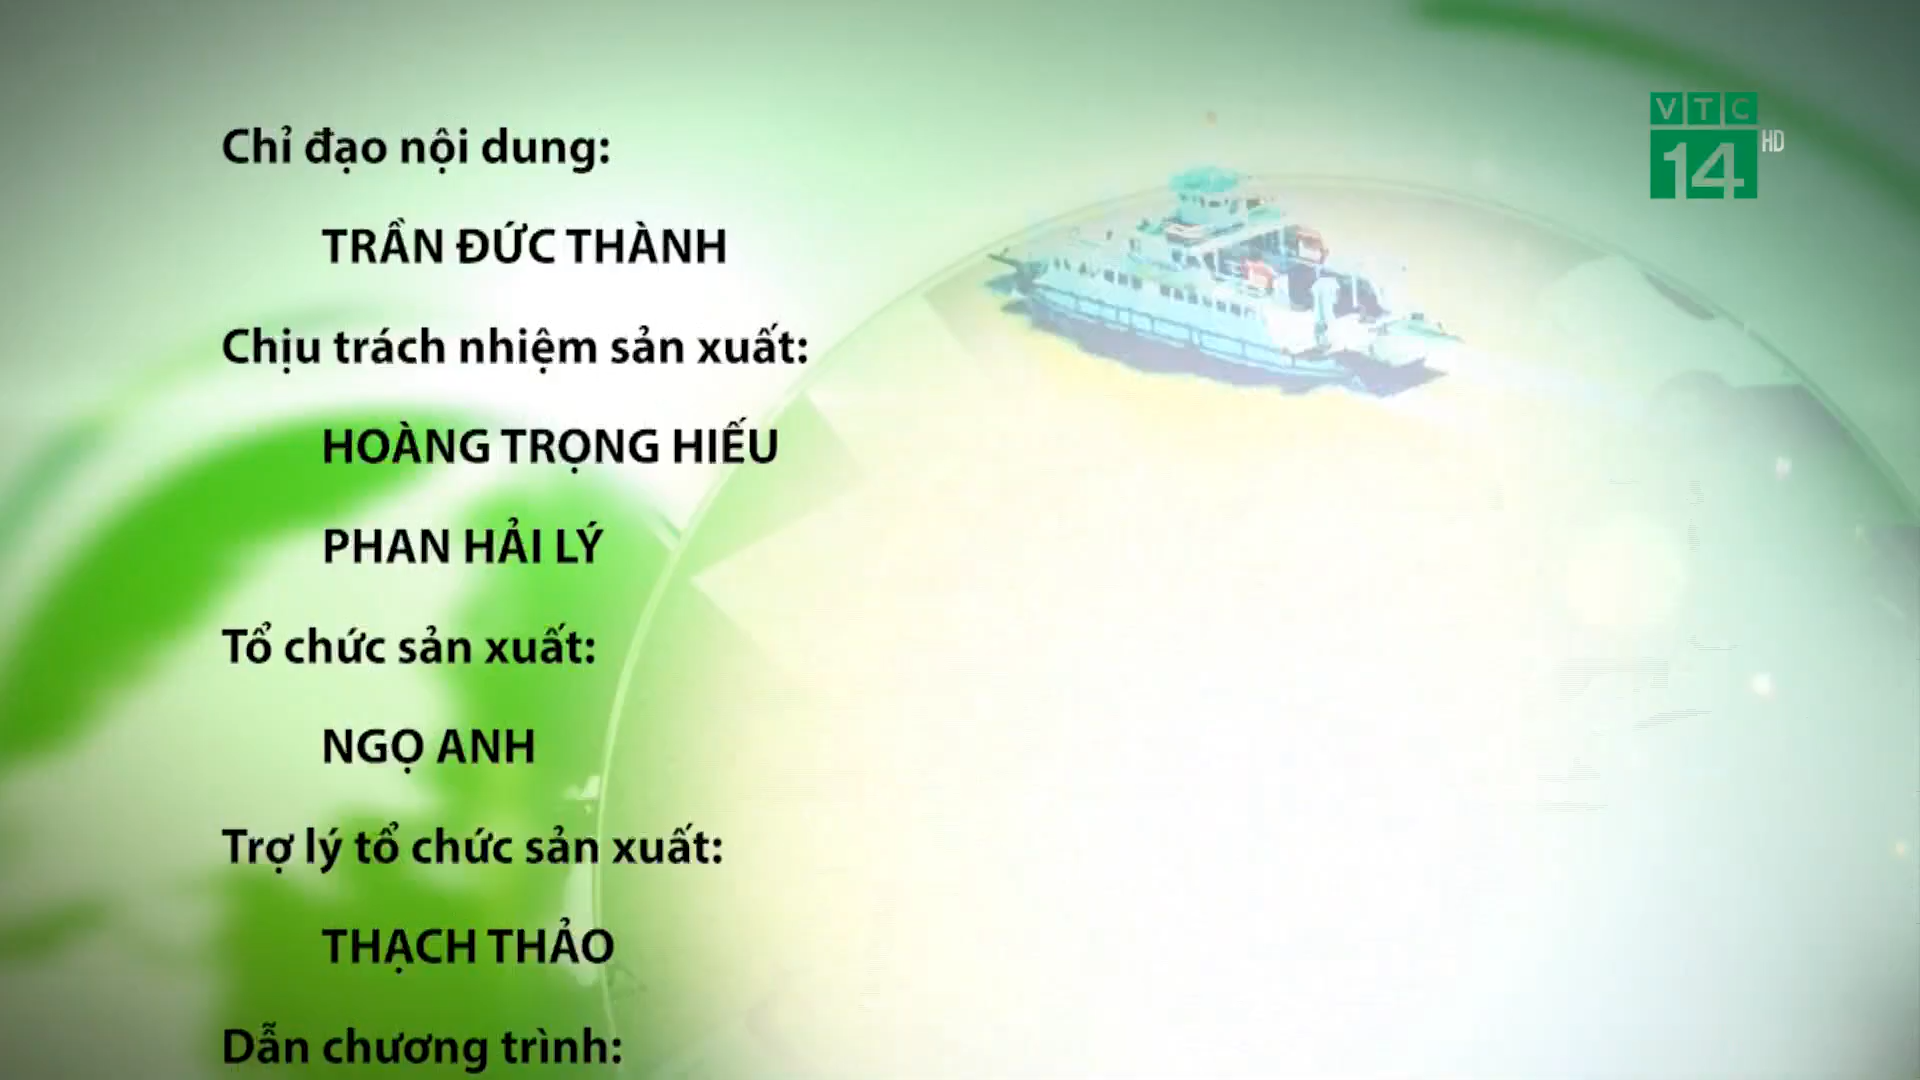 Chỉ đạo nội dung:
TRẦN ĐỨC THÀNH
Chịu trách nhiệm sản xuất:
HOÀNG TRỌNG HIẾU
PHAN HẢI LÝ
Tổ chức sản xuất:
NGỌ ANH
Trợ lý tổ chức sản xuất:
THẠCH THẢO
Dẫn chương trình:
VTC
14 HD